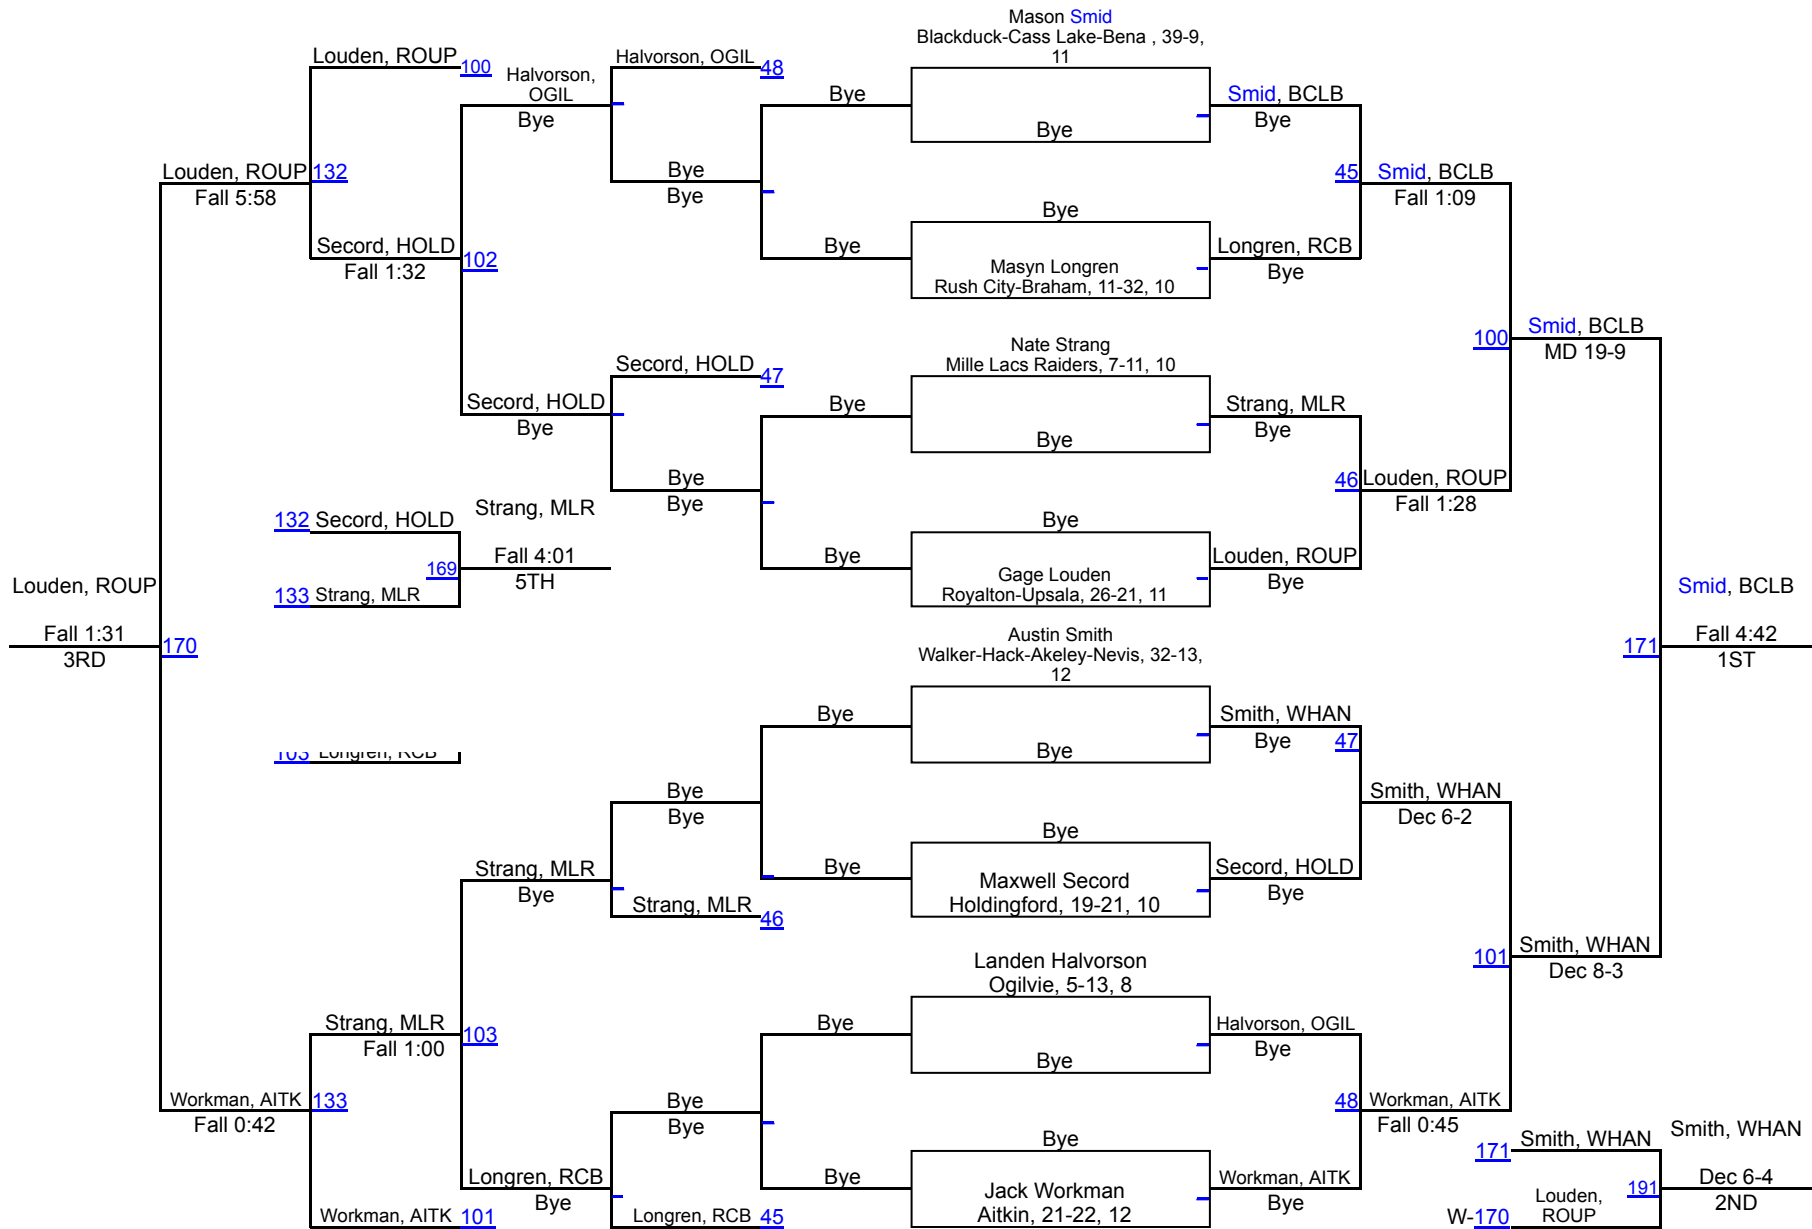 Mason Smid
Blackduck-Cass Lake-Bena , 39-9,
11
Louden, ROUP 100
Halvorson,
OGIL
Bye
Halvorson, OGIL 48
Bye
Bye
Smid, BCLB
Bye
Louden, ROUP 132
Fall 5:58
Bye
Bye
45 Smid, BCLB
Fall 1:09
Secord, HOLD
Fall 1:32
102
Bye
Bye
Masyn Longren
Rush City-Braham, 11-32, 10
Longren, RCB
Bye
100 Smid, BCLB
MD 19-9
Nate Strang
Mille Lacs Raiders, 7-11, 10
Secord, HOLD 47
Secord, HOLD
Bye
Bye
Bye
Strang, MLR
Bye
Bye
Bye
46 Louden, ROUP
Fall 1:28
132 Secord, HOLD
Strang, MLR
Fall 4:01
5TH
169
133 Strang, MLR
Bye
Bye
Gage Louden
Royalton-Upsala, 26-21, 11
Louden, ROUP
Bye
Louden, ROUP
Fall 1:31
3RD
170
Smid, BCLB
171 Fall 4:42
1ST
Austin Smith
Walker-Hack-Akeley-Nevis, 32-13,
12
Bye
Bye
Smith, WHAN
Bye
47
103 Longren, RCB
Bye
Bye
Smith, WHAN
Dec 6-2
Strang, MLR
Bye
Strang, MLR 46
Bye
Bye
Maxwell Secord
Holdingford, 19-21, 10
Secord, HOLD
Bye
101 Smith, WHAN
Dec 8-3
Landen Halvorson
Ogilvie, 5-13, 8
Strang, MLR
Fall 1:00
103
Bye
Bye
Halvorson, OGIL
Bye
Workman, AITK 133
Fall 0:42
Bye
Bye
48 Workman, AITK
Fall 0:45
Longren, RCB
Bye
Bye
Bye
Jack Workman
Aitkin, 21-22, 12
Workman, AITK
Bye
Workman, AITK 101
Longren, RCB 45
171 Smith, WHAN
Smith, WHAN
191 Dec 6-4
2ND
W-170 Louden,
ROUP